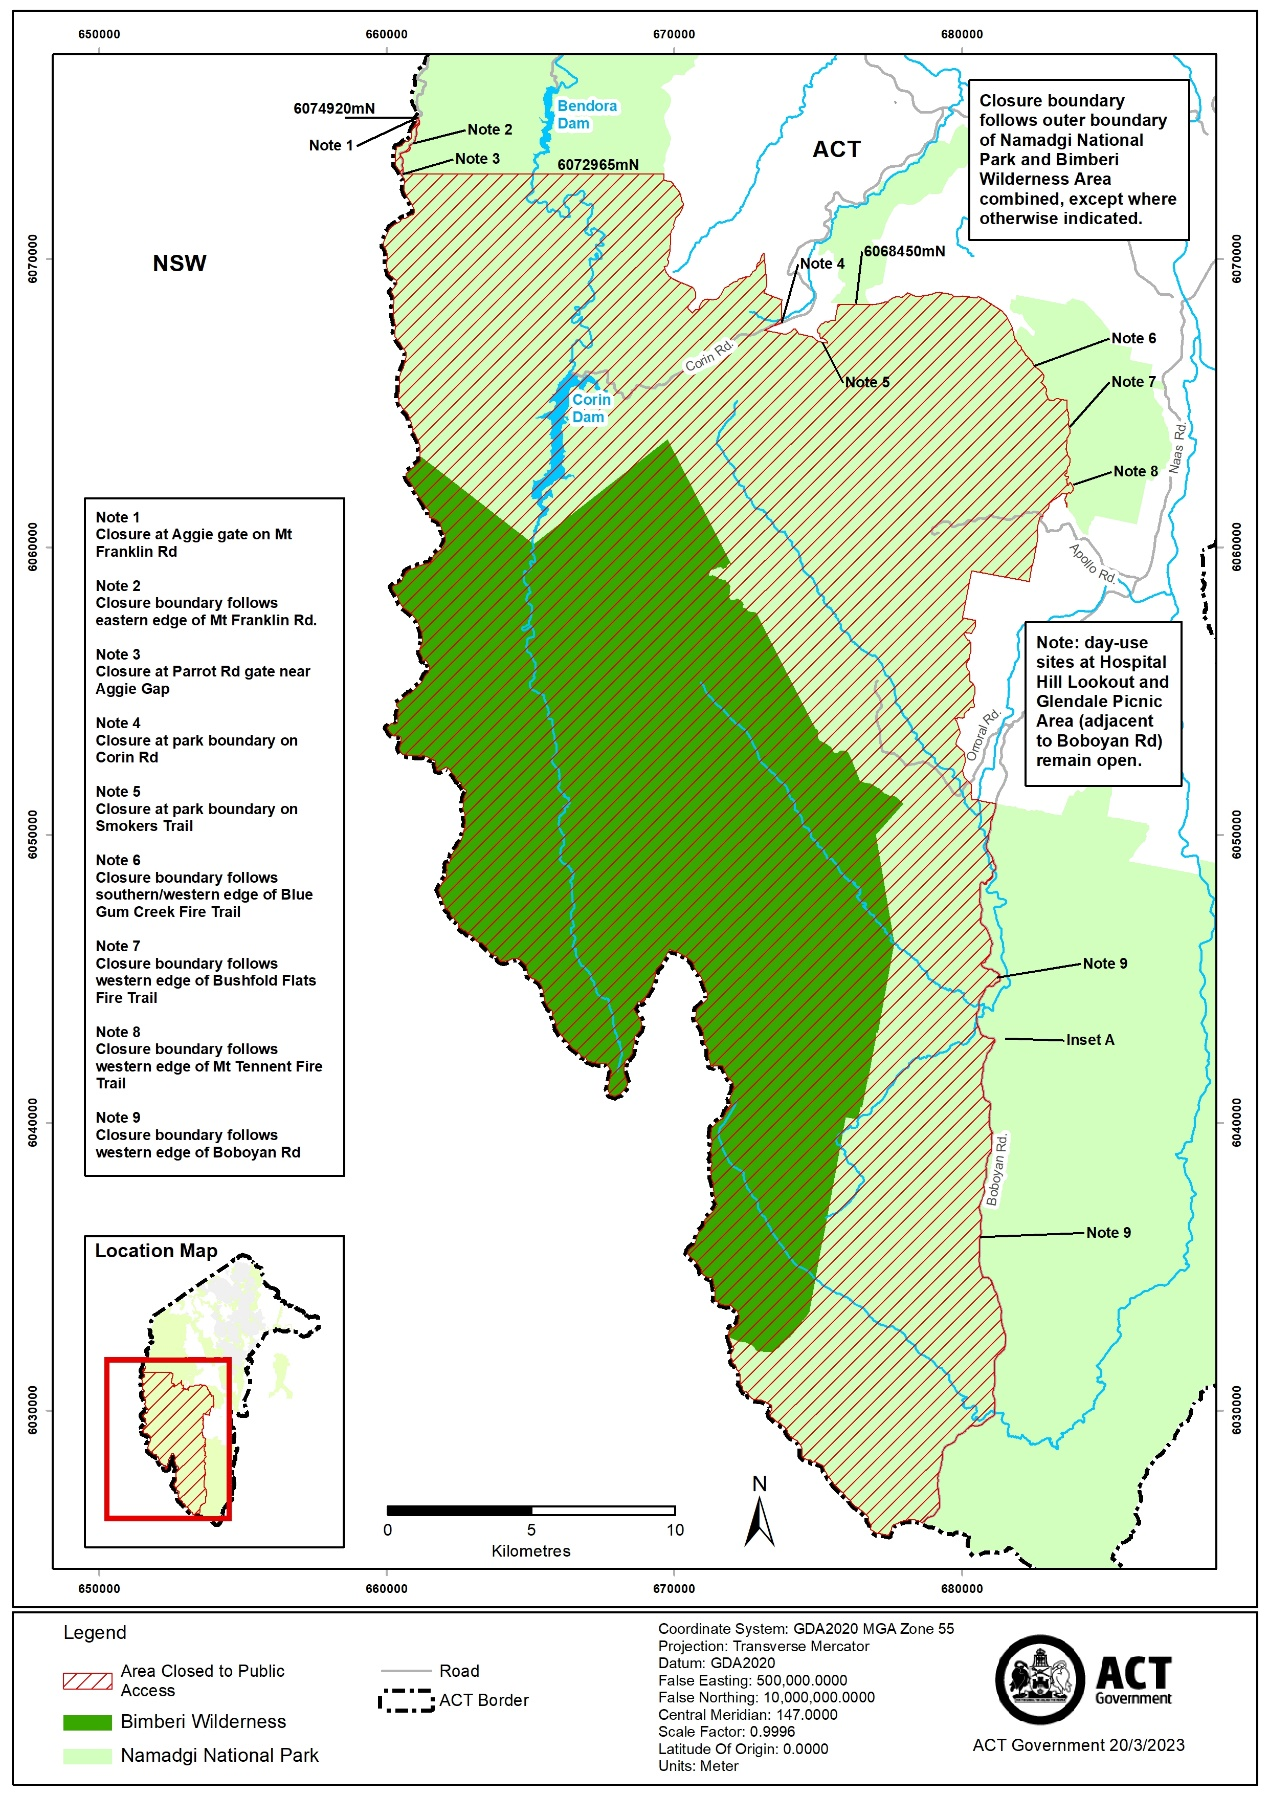 650000
660000
670000
680000
6074920mN
Note 1
Note 2
Note 3
Bendora
Dam
6072965mN
ACT
Closure boundary
follows outer boundary
of Namadgi National
Park and Bimberi
Wilderness Area
combined, except where
otherwise indicated.
NSW
6070000
6070000
Note 4
6068450mN
Note 6
Corin Rd.
Note 5
Note 7
Corin
Dam
Naas Rd.
Note 8
Note 1
Closure at Aggie gate on Mt
Franklin Rd
Note 2
Closure boundary follows
eastern edge of Mt Franklin Rd.
Note 3
Closure at Parrot Rd gate near
Aggie Gap
Note 4
Closure at park boundary on
Corin Rd
Note 5
Closure at park boundary on
Smokers Trail
Note 6
Closure boundary follows
southern/western edge of Blue
Gum Creek Fire Trail
Note 7
Closure boundary follows
western edge of Bushfold Flats
Fire Trail
Note 8
Closure boundary follows
western edge of Mt Tennent Fire
Trail
Note 9
Closure boundary follows
western edge of Boboyan Rd
6060000
6060000
Apollo Rd.
Note: day-use
sites at Hospital
Hill Lookout and
Glendale Picnic
Area (adjacent
to Boboyan Rd)
remain open.
Orroral Rd.
6050000
6050000
Note 9
Inset A
6040000
6040000
Boboyan Rd.
Note 9
Location Map
6030000
6030000
N
0
5
10
Kilometres
650000
660000
670000
680000
Legend
Area Closed to Public
Access
Bimberi Wilderness
Namadgi National Park
Road
ACT Border
Coordinate System: GDA2020 MGA Zone 55
Projection: Transverse Mercator
Datum: GDA2020
False Easting: 500,000.0000
False Northing: 10,000,000.0000
Central Meridian: 147.0000
Scale Factor: 0.9996
Latitude Of Origin: 0.0000
Units: Meter
ACT
Government
ACT Government 20/3/2023